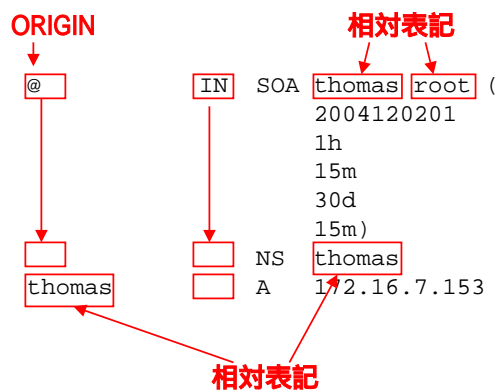 ORIGIN 相対表記
@ IN SOA thomas root (
2004120201
1h
15m
30d
15m)
NS thomas
thomas A 172.16.7.153
相対表記